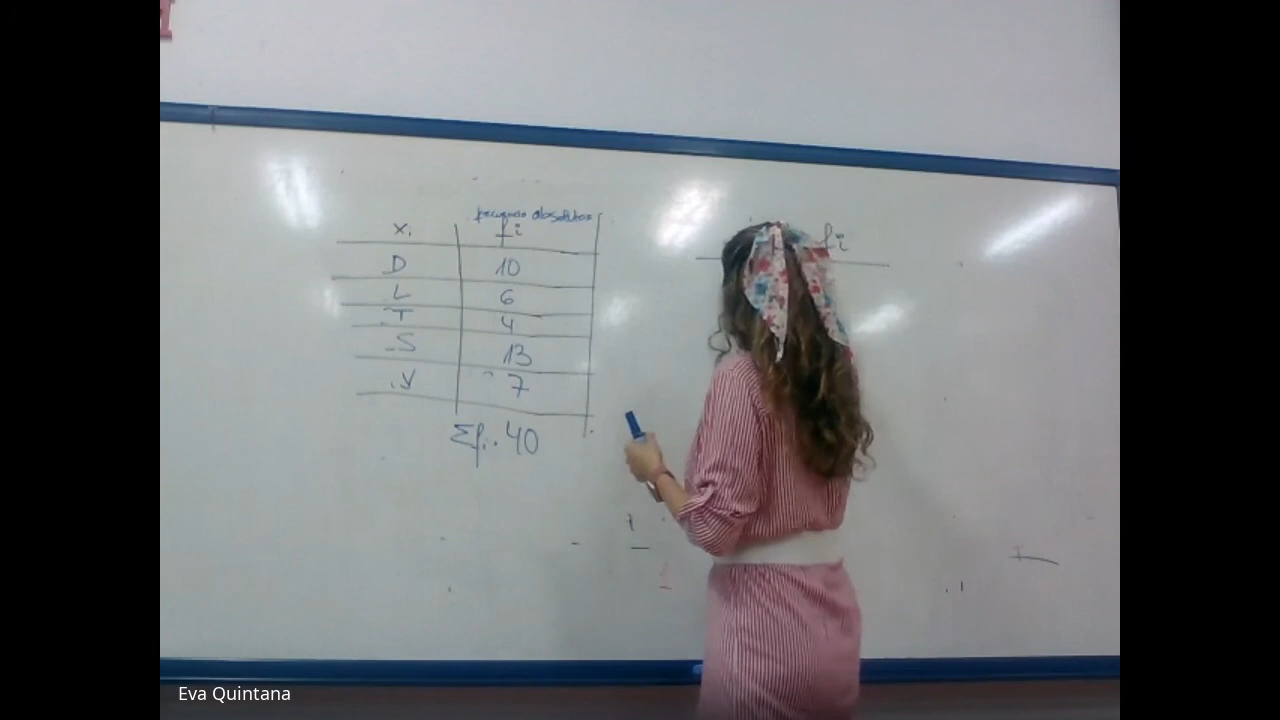 frecuencia absoluta
xi fi
D 10
L 6
T 4
S 13
V 7
Σfi. 40
fi
Eva Quintana